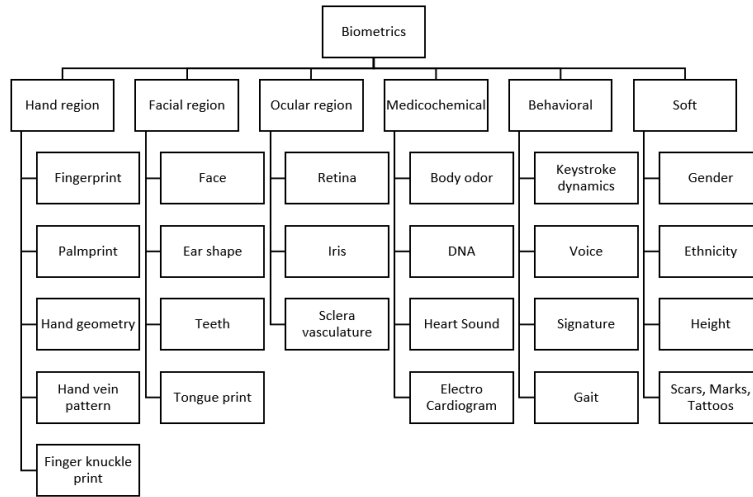 Biometrics
Hand region
Facial region
Ocular region
Medicochemical
Behavioral
Soft
Fingerprint
Face
Retina
Body odor
Keystroke
dynamics
Gender
Palmprint
Ear shape
Iris
DNA
Voice
Ethnicity
Hand geometry
Teeth
Sclera
vasculature
Heart Sound
Signature
Height
Hand vein
pattern
Tongue print
Electro
Cardiogram
Gait
Scars, Marks,
Tattoos
Finger knuckle
print